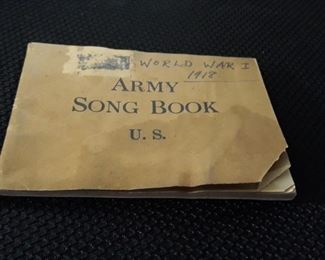 WORLD WAR I
1918
ARMY
SONG BOOK
U. S.